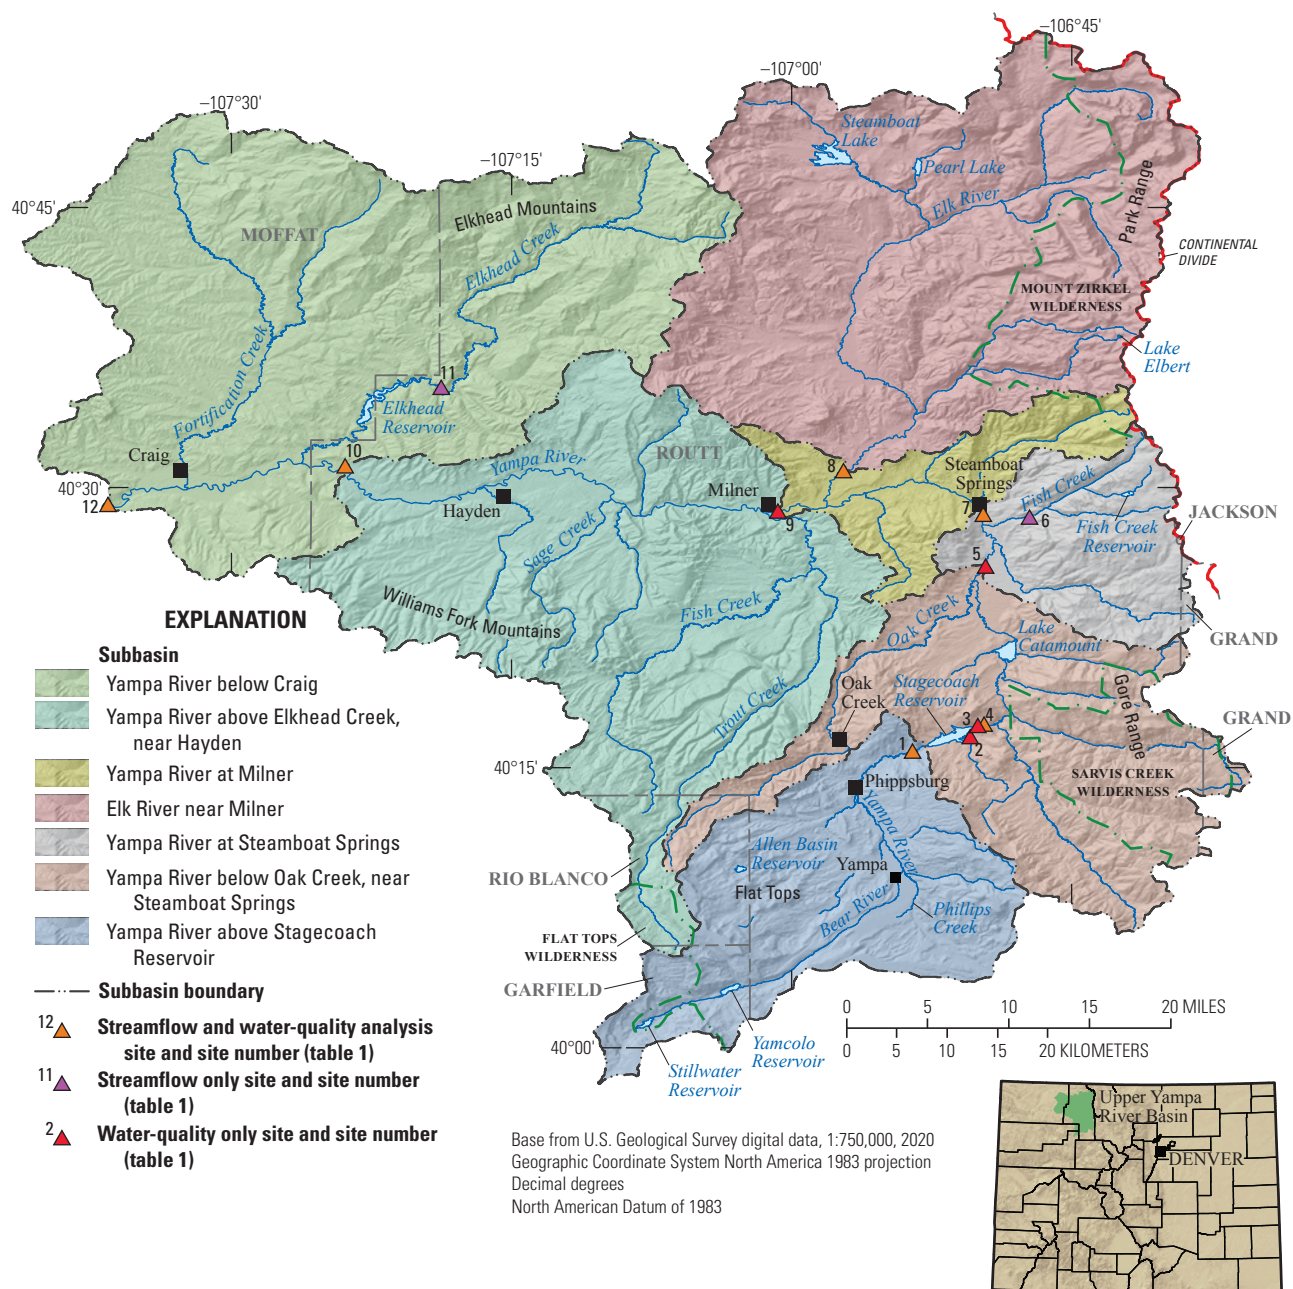 –106°45'
–107°00'
–107°30'
–107°15'
40°45'
Steamboat
Lake
Pearl Lake
Elk River
Park Range
Elkhead Mountains
MOFFAT
Elkhead Creek
CONTINENTAL
DIVIDE
MOUNT ZIRKEL
WILDERNESS
Lake
Elbert
Fortification Creek
11
Elkhead
Reservoir
Craig
10
40°30'
12
Yampa River
ROUTT
8
Steamboat
Springs
Hayden
Milner
9
7
Fish Creek
6
Fish Creek
Reservoir
JACKSON
Sage Creek
5
Williams Fork Mountains
Fish Creek
Oak Creek
Lake
Catamount
GRAND
Oak
Creek
Stagecoach
Reservoir
Gore Range
Trout Creek
3
4
2
1
GRAND
40°15'
SARVIS CREEK
WILDERNESS
Phippsburg
Yampa River
Allen Basin
Reservoir
Yampa
Flat Tops
RIO BLANCO
Bear River
Phillips
Creek
FLAT TOPS
WILDERNESS
GARFIELD
40°00'
Yamcolo
Reservoir
Stillwater
Reservoir
EXPLANATION
Subbasin
Yampa River below Craig
Yampa River above Elkhead Creek,
near Hayden
Yampa River at Milner
Elk River near Milner
Yampa River at Steamboat Springs
Yampa River below Oak Creek, near
Steamboat Springs
Yampa River above Stagecoach
Reservoir
Subbasin boundary
12 Streamflow and water-quality analysis
site and site number (table 1)
11 Streamflow only site and site number
(table 1)
2 Water-quality only site and site number
(table 1)
0 5 10 15 20 MILES
0 5 10 15 20 KILOMETERS
Base from U.S. Geological Survey digital data, 1:750,000, 2020
Geographic Coordinate System North America 1983 projection
Decimal degrees
North American Datum of 1983
Upper Yampa
River Basin
DENVER